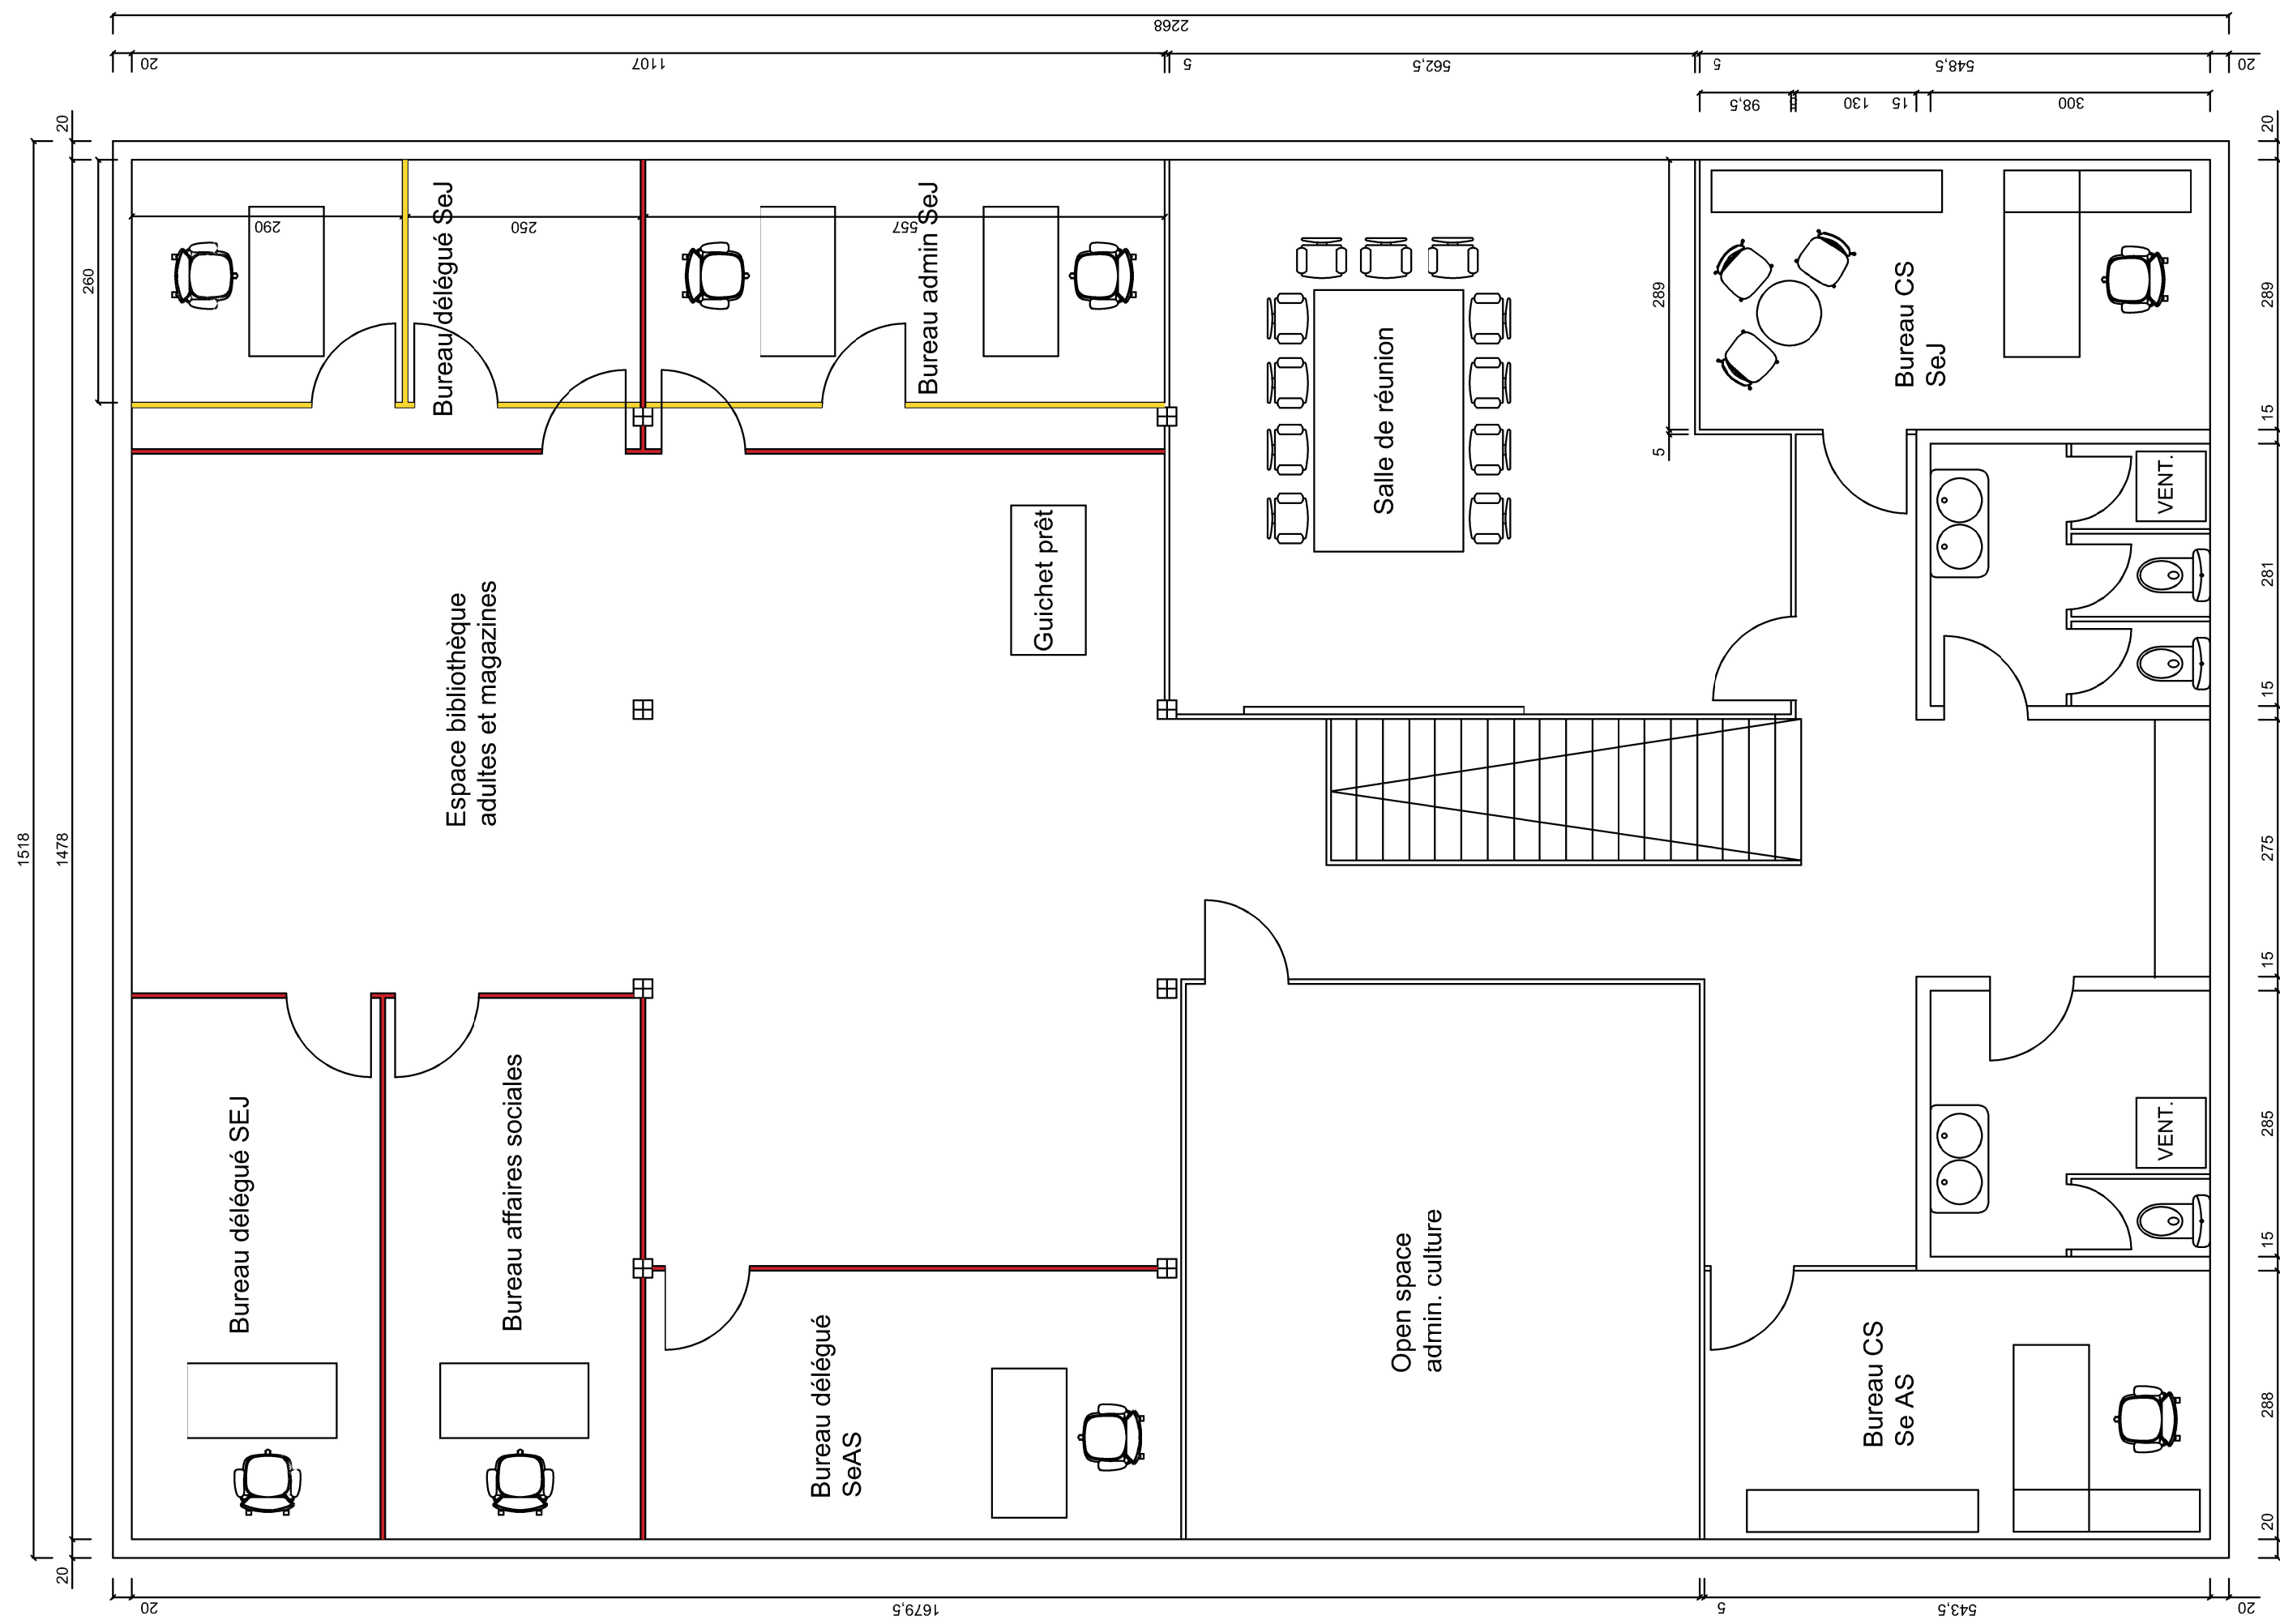 2268
20
1107
5
562,5
5
548,5
20
98,5
5
130
15
300
20
20
290
250
557
260
Bureau délégué SeJ
Bureau admin SeJ
289
5
Bureau CS
SeJ
289
15
Salle de réunion
VENT.
281
Guichet prêt
Espace bibliothèque
adultes et magazines
15
1518
1478
275
15
Bureau délégué SEJ
Bureau affaires sociales
VENT.
285
15
Bureau délégué
SeAS
Open space
admin. culture
Bureau CS
Se AS
288
20
20
20
1679,5
5
543,5
20